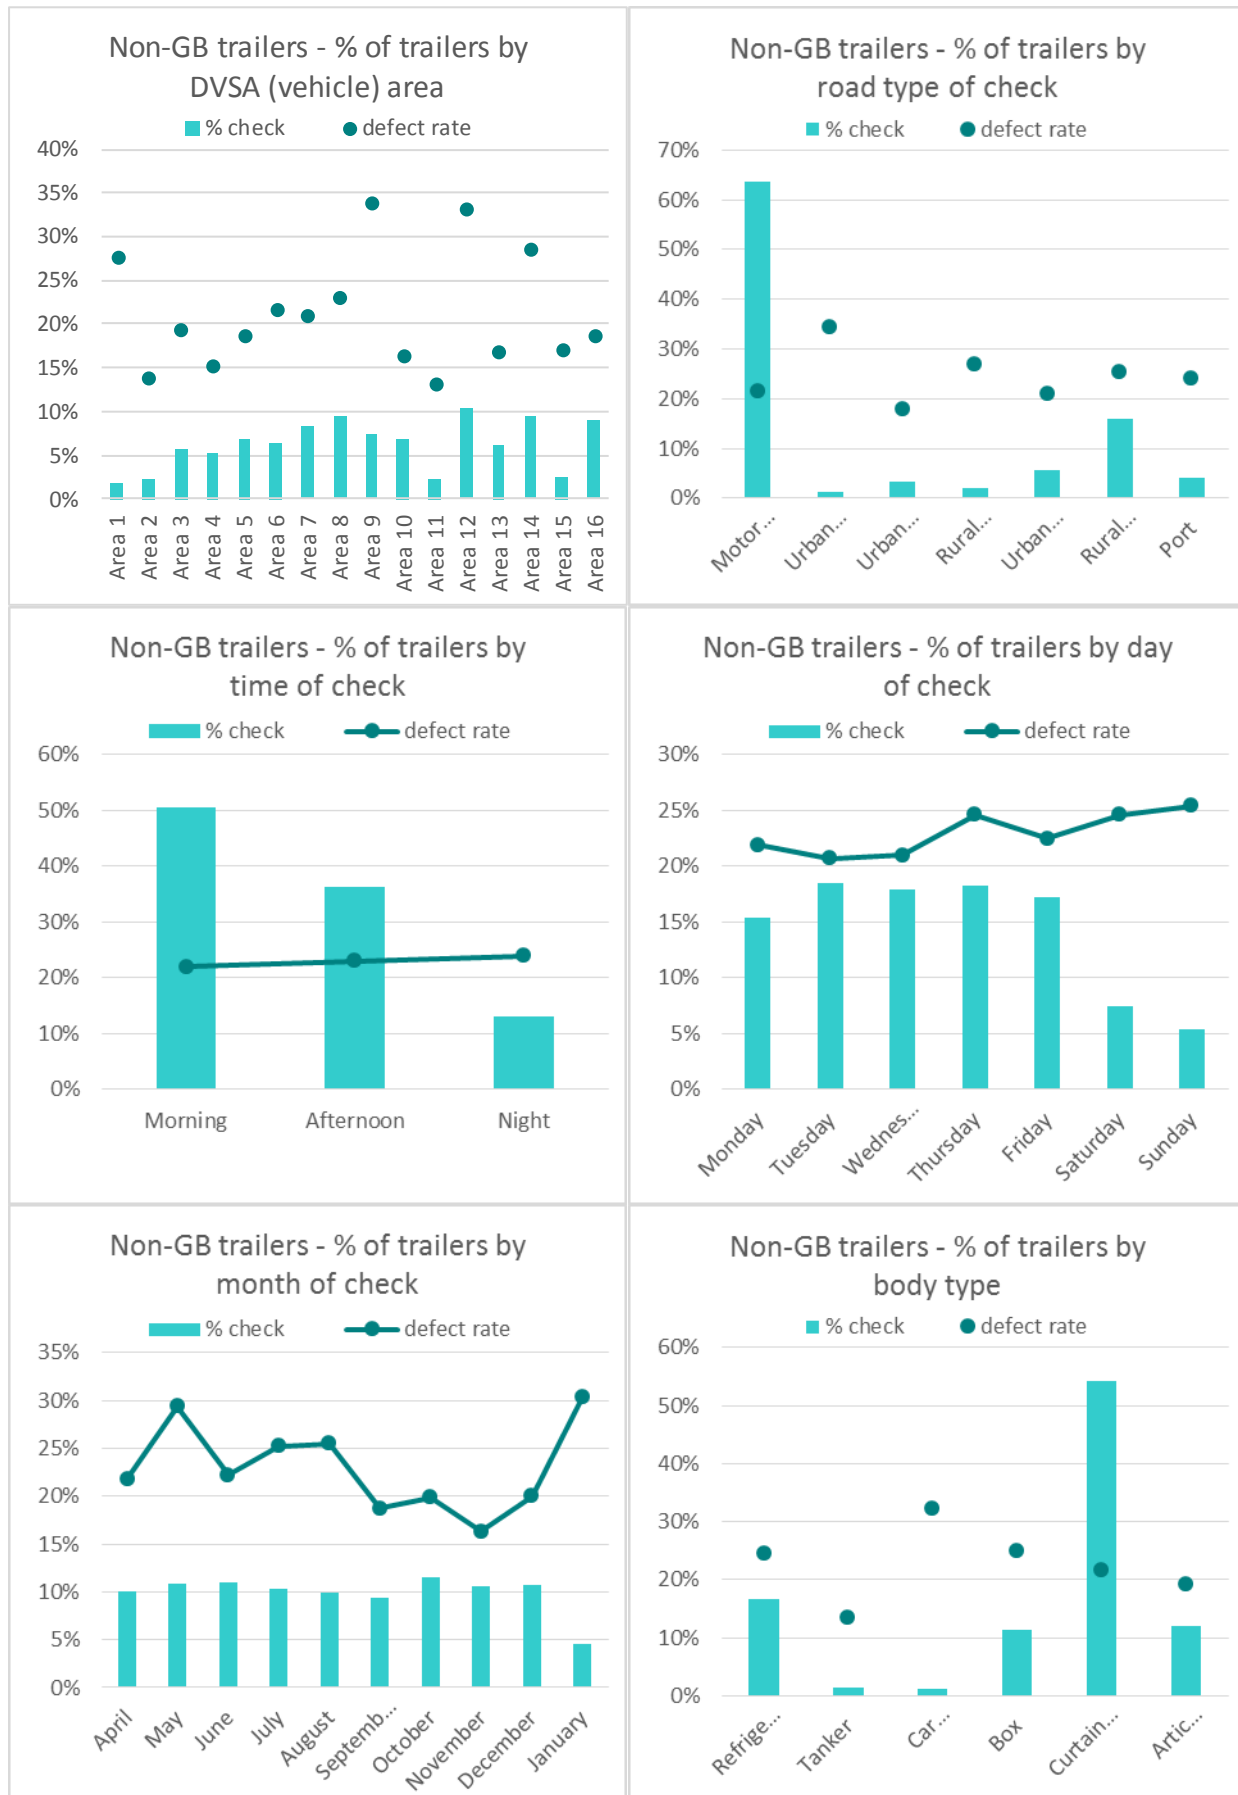 Non-GB trailers - % of trailers by
DVSA (vehicle) area
% check
defect rate
40%
35%
30%
25%
20%
15%
10%
5%
0%
Area 1
Area 2
Area 3
Area 4
Area 5
Area 6
Area 7
Area 8
Area 9
Area 10
Area 11
Area 12
Area 13
Area 14
Area 15
Area 16
Non-GB trailers - % of trailers by
road type of check
% check
defect rate
70%
60%
50%
40%
30%
20%
10%
0%
Motor...
Urban...
Urban...
Rural...
Urban...
Rural...
Port
Non-GB trailers - % of trailers by
time of check
% check
defect rate
60%
50%
40%
30%
20%
10%
0%
Morning
Afternoon
Night
Non-GB trailers - % of trailers by day
of check
% check
defect rate
30%
25%
20%
15%
10%
5%
0%
Monday
Tuesday
Wednes...
Thursday
Friday
Saturday
Sunday
Non-GB trailers - % of trailers by
month of check
% check
defect rate
35%
30%
25%
20%
15%
10%
5%
0%
April
May
June
July
August
Septemb...
October
November
December
January
Non-GB trailers - % of trailers by
body type
% check
defect rate
60%
50%
40%
30%
20%
10%
0%
Refrige...
Tanker
Car...
Box
Curtain...
Artic...